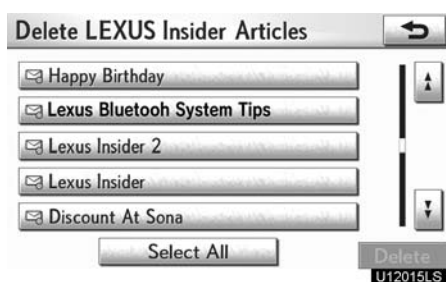 Delete LEXUS Insider Articles
Happy Birthday
Lexus Bluetooh System Tips
Lexus Insider 2
Lexus Insider
Discount At Sona
Select All
Delete
U12015LS